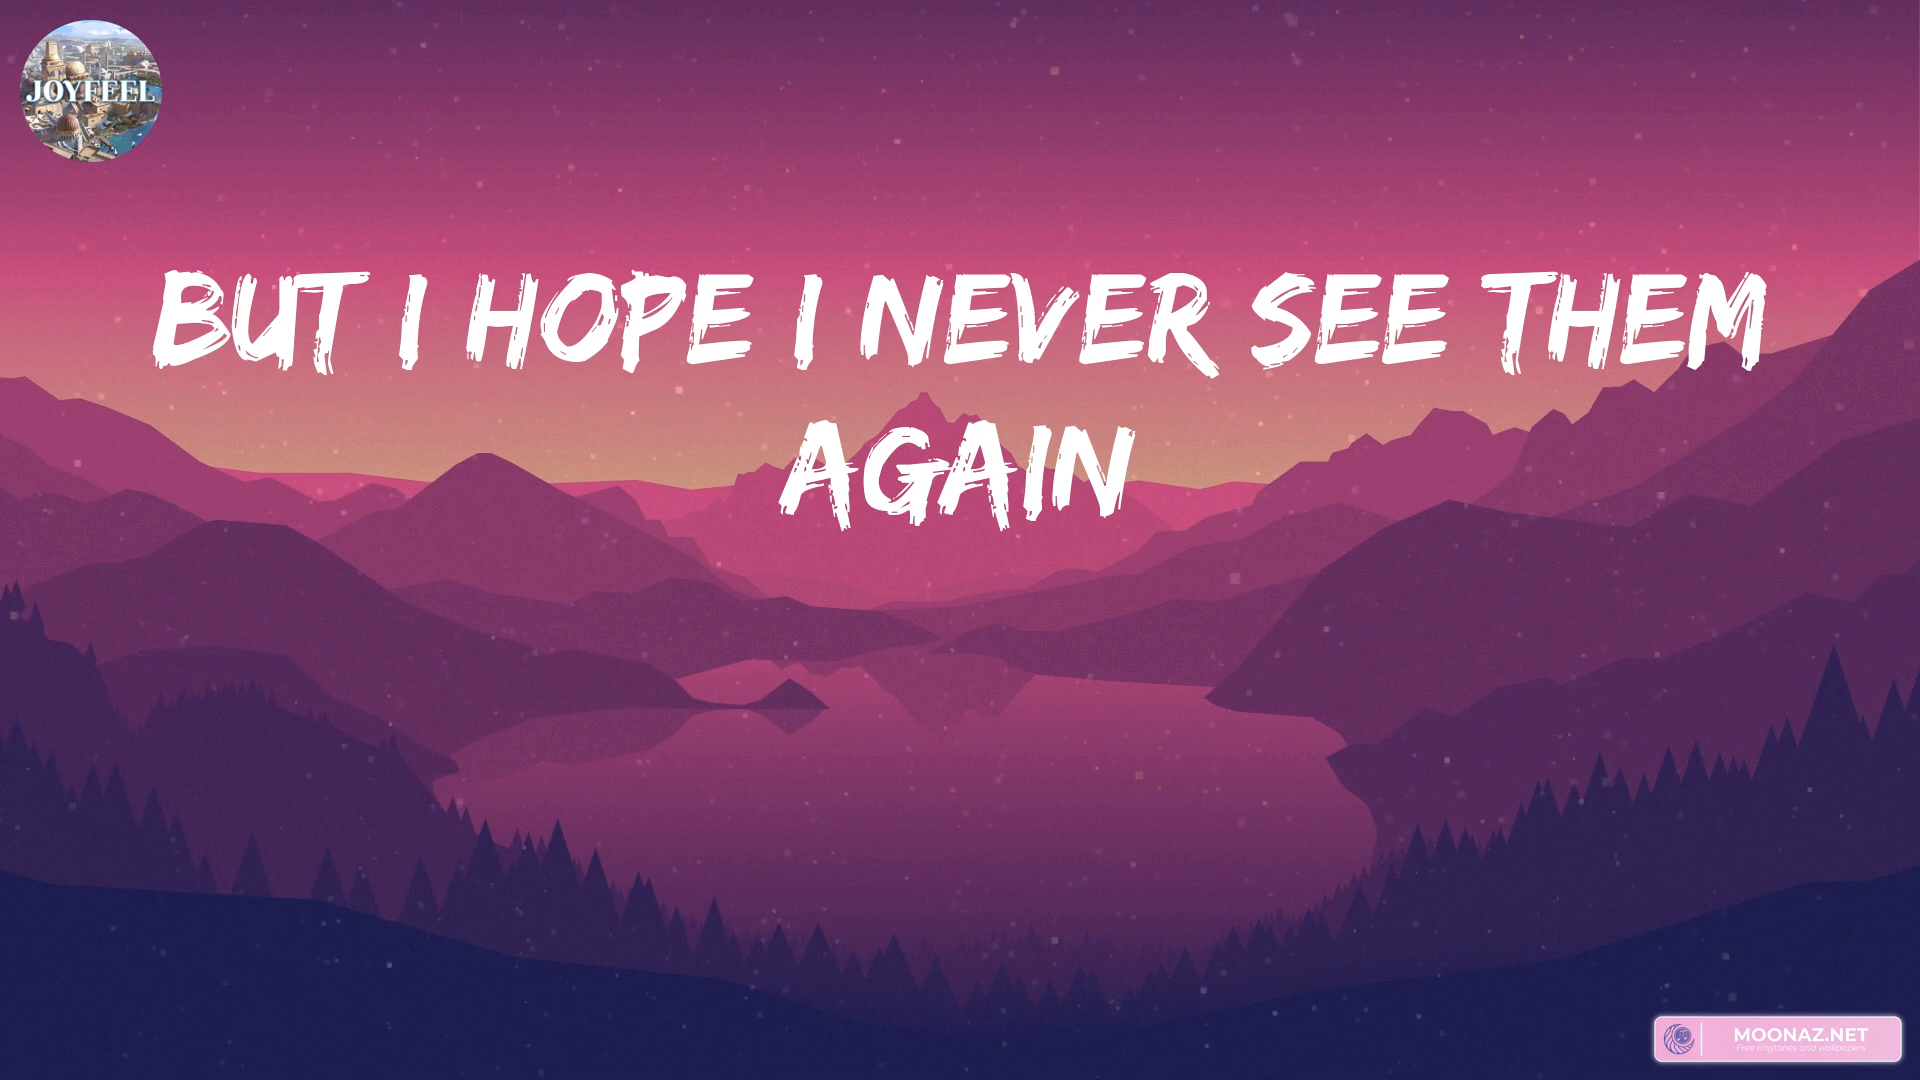 JOYFEEL
BUT I HOPE I NEVER SEE THEM
AGAIN
MOONAZ.NET
Free ringtones and wallpapers